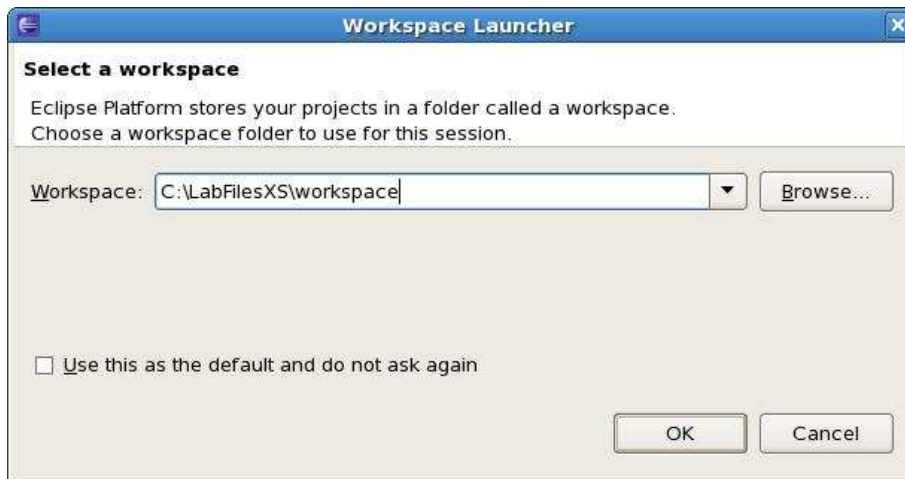 Workspace Launcher
Select a workspace
Eclipse Platform stores your projects in a folder called a workspace.
Choose a workspace folder to use for this session.
Workspace: C:\LabFilesXS\workspace Browse...
Use this as the default and do not ask again
OK Cancel